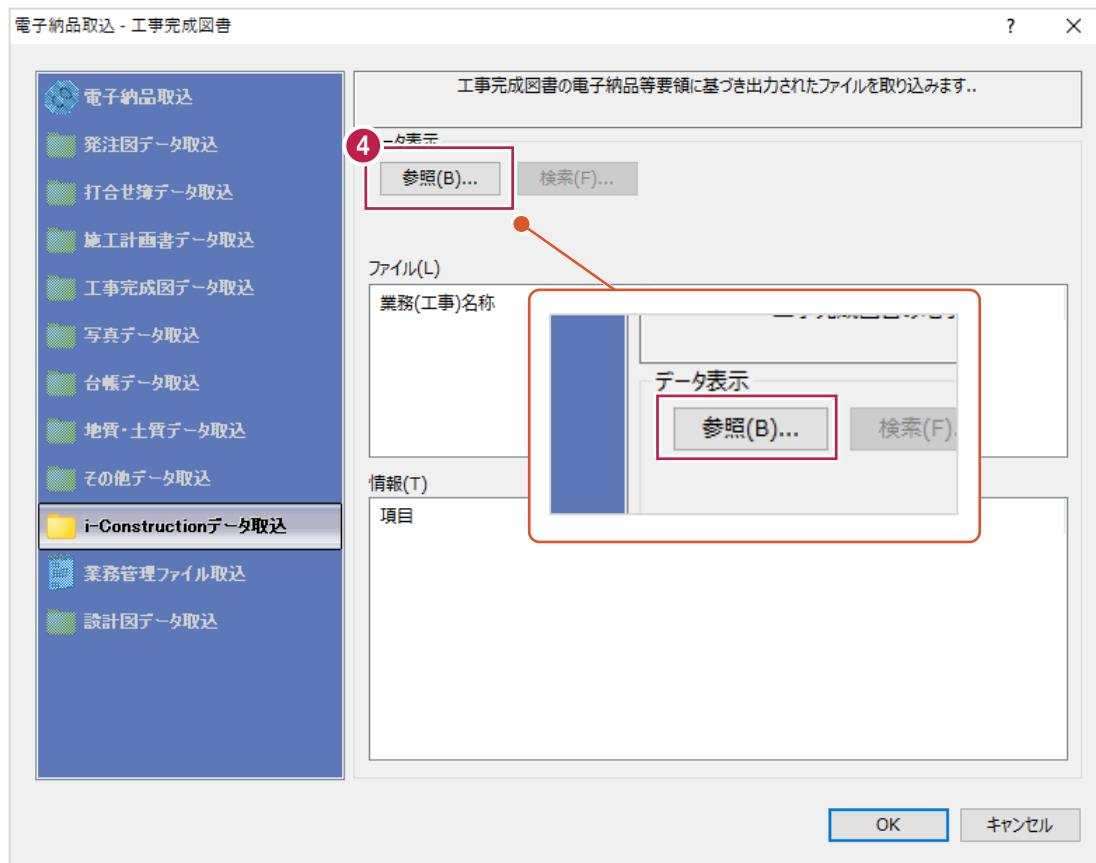 電子納品取込 - 工事完成図書
電子納品取込
発注図データ取込
打合せ簿データ取込
施工計画書データ取込
工事完成図データ取込
写真データ取込
台帳データ取込
地質・土質データ取込
その他データ取込
i-Constructionデータ取込
業務管理ファイル取込
設計図データ取込
工事完成図書の電子納品等要領に基づき出力されたファイルを取り込みます..
4
データ表示
参照(B)...
検索(F)...
ファイル(L)
業務(工事)名称
データ表示
参照(B)...
検索(F)
情報(T)
項目
OK
キャンセル